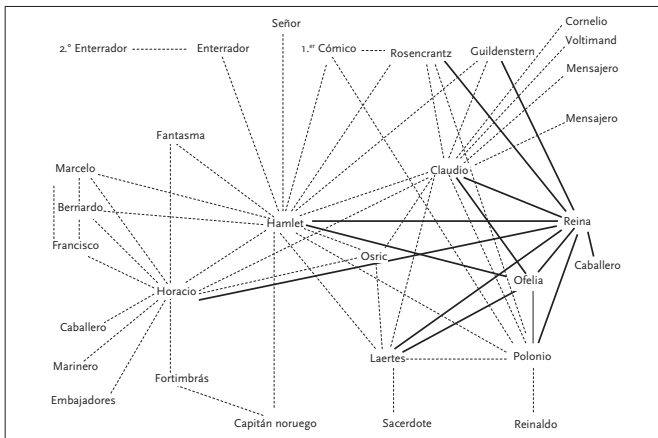 Señor
Cornelio
2.° Enterrador
Enterrador
1.er Cómico
Rosencrantz
Guildenstern
Voltimand
Mensajero
Mensajero
Fantasma
Marcelo
Claudio
Bernardo
Hamlet
Reina
Francisco
Osric
Caballero
Horacio
Ofelia
Caballero
Laertes
Polonio
Marinero
Fortimbrás
Embajadores
Capitán noruego
Sacerdote
Reinaldo